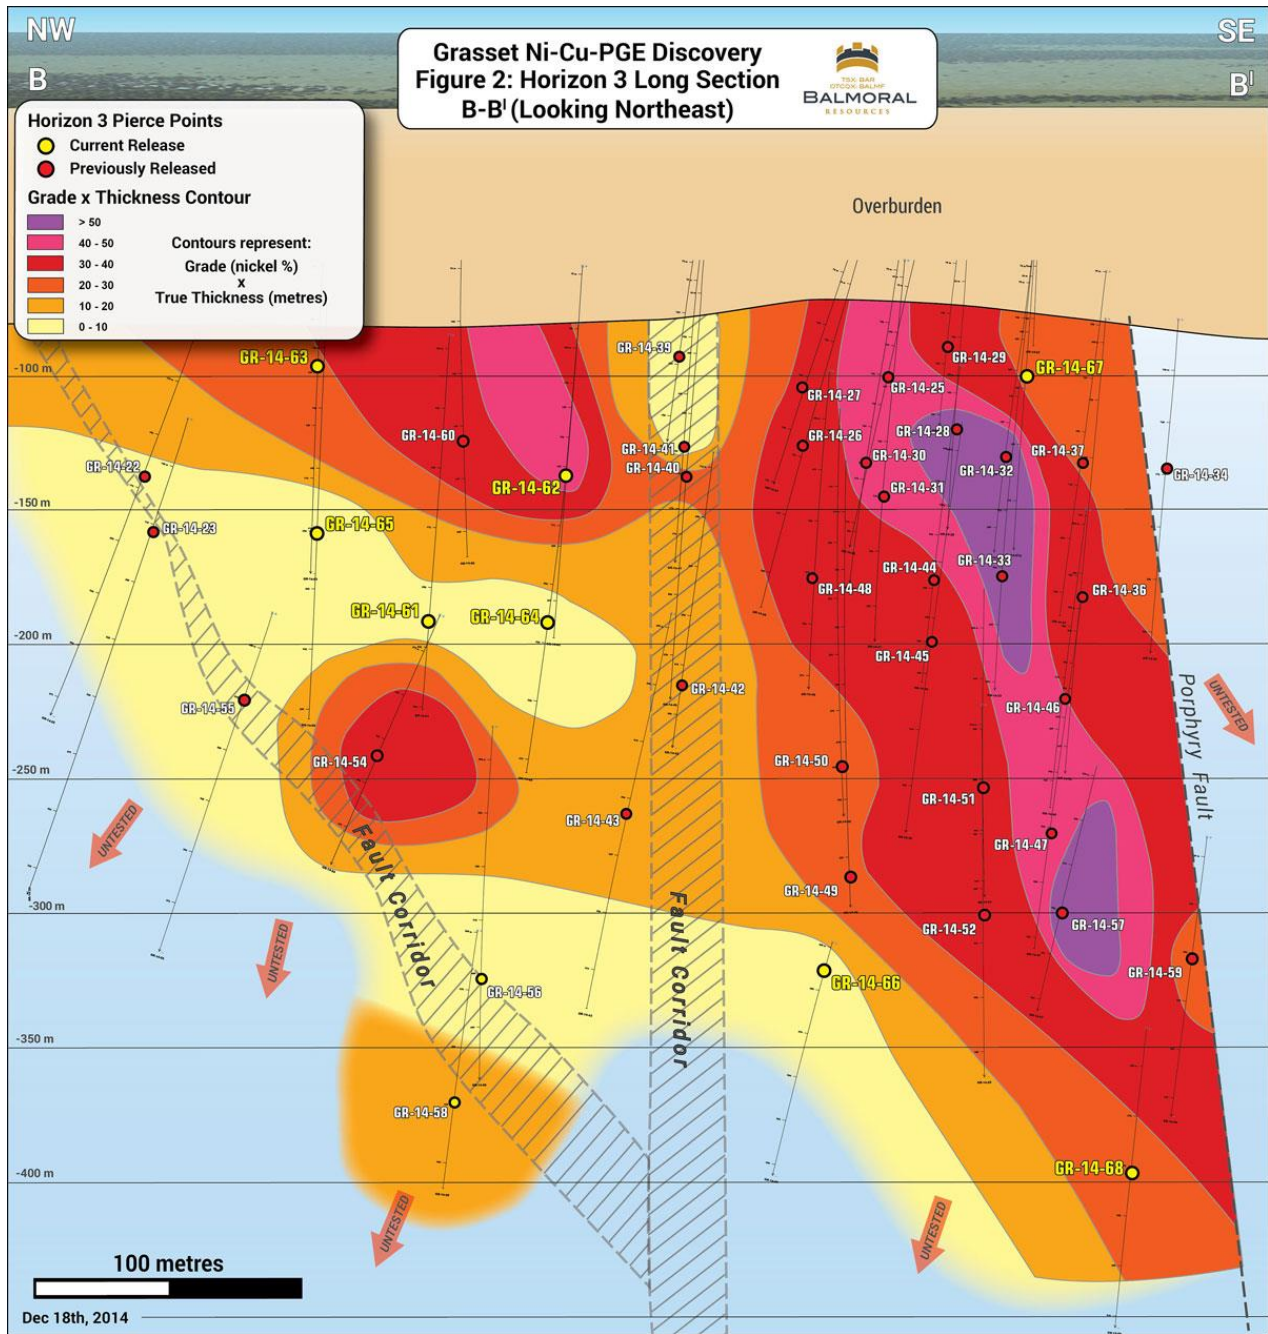 NW
SE
B
B'
Grasset Ni-Cu-PGE Discovery
Figure 2: Horizon 3 Long Section
B-B' (Looking Northeast)
TSX: BAR
OTCQX: BALMF
BALMORAL
RESOURCES
Horizon 3 Pierce Points
Current Release
Previously Released
Grade x Thickness Contour
> 50
40 - 50
30 - 40
20 - 30
10 - 20
0 - 10
Contours represent:
Grade (nickel %)
x
True Thickness (metres)
Overburden
GR-14-63
GR-14-39
GR-14-29
GR-14-67
-100 m
GR-14-27
GR-14-25
GR-14-60
GR-14-26
GR-14-28
GR-14-41
GR-14-30
GR-14-32
GR-14-37
GR-14-22
GR-14-40
GR-14-34
GR-14-62
GR-14-31
-150 m
GR-14-23
GR-14-65
GR-14-33
GR-14-44
GR-14-48
GR-14-36
GR-14-61
GR-14-64
-200 m
GR-14-45
GR-14-42
GR-14-55
GR-14-46
UNTESTED
Porphyry Fault
GR-14-54
GR-14-50
-250 m
GR-14-51
GR-14-43
UNTESTED
GR-14-47
Fault Corridor
GR-14-49
-300 m
Fault Corridor
GR-14-52
GR-14-57
UNTESTED
GR-14-59
GR-14-66
GR-14-56
-350 m
GR-14-58
GR-14-68
-400 m
UNTESTED
UNTESTED
100 metres
Dec 18th, 2014